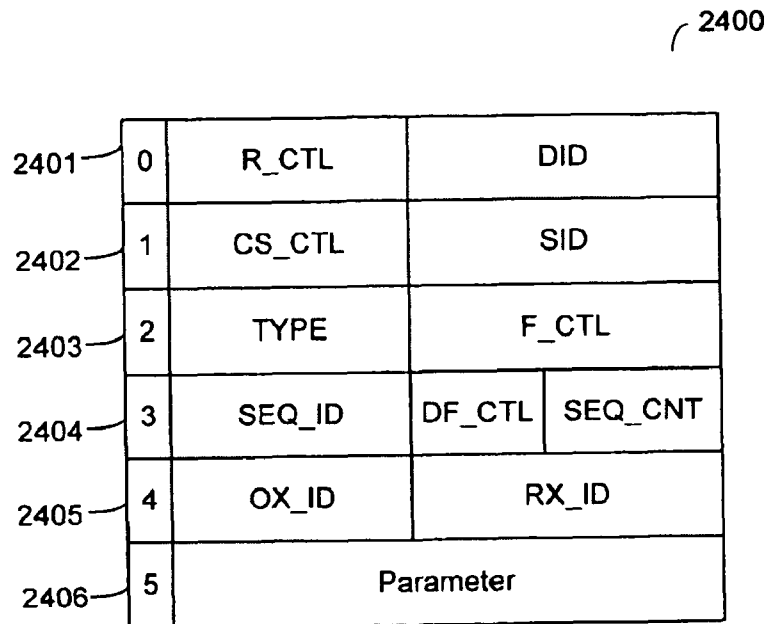 2400
2401 0 R_CTL DID
2402 1 CS_CTL SID
2403 2 TYPE F_CTL
2404 3 SEQ_ID DF_CTL SEQ_CNT
2405 4 OX_ID RX_ID
2406 5 Parameter